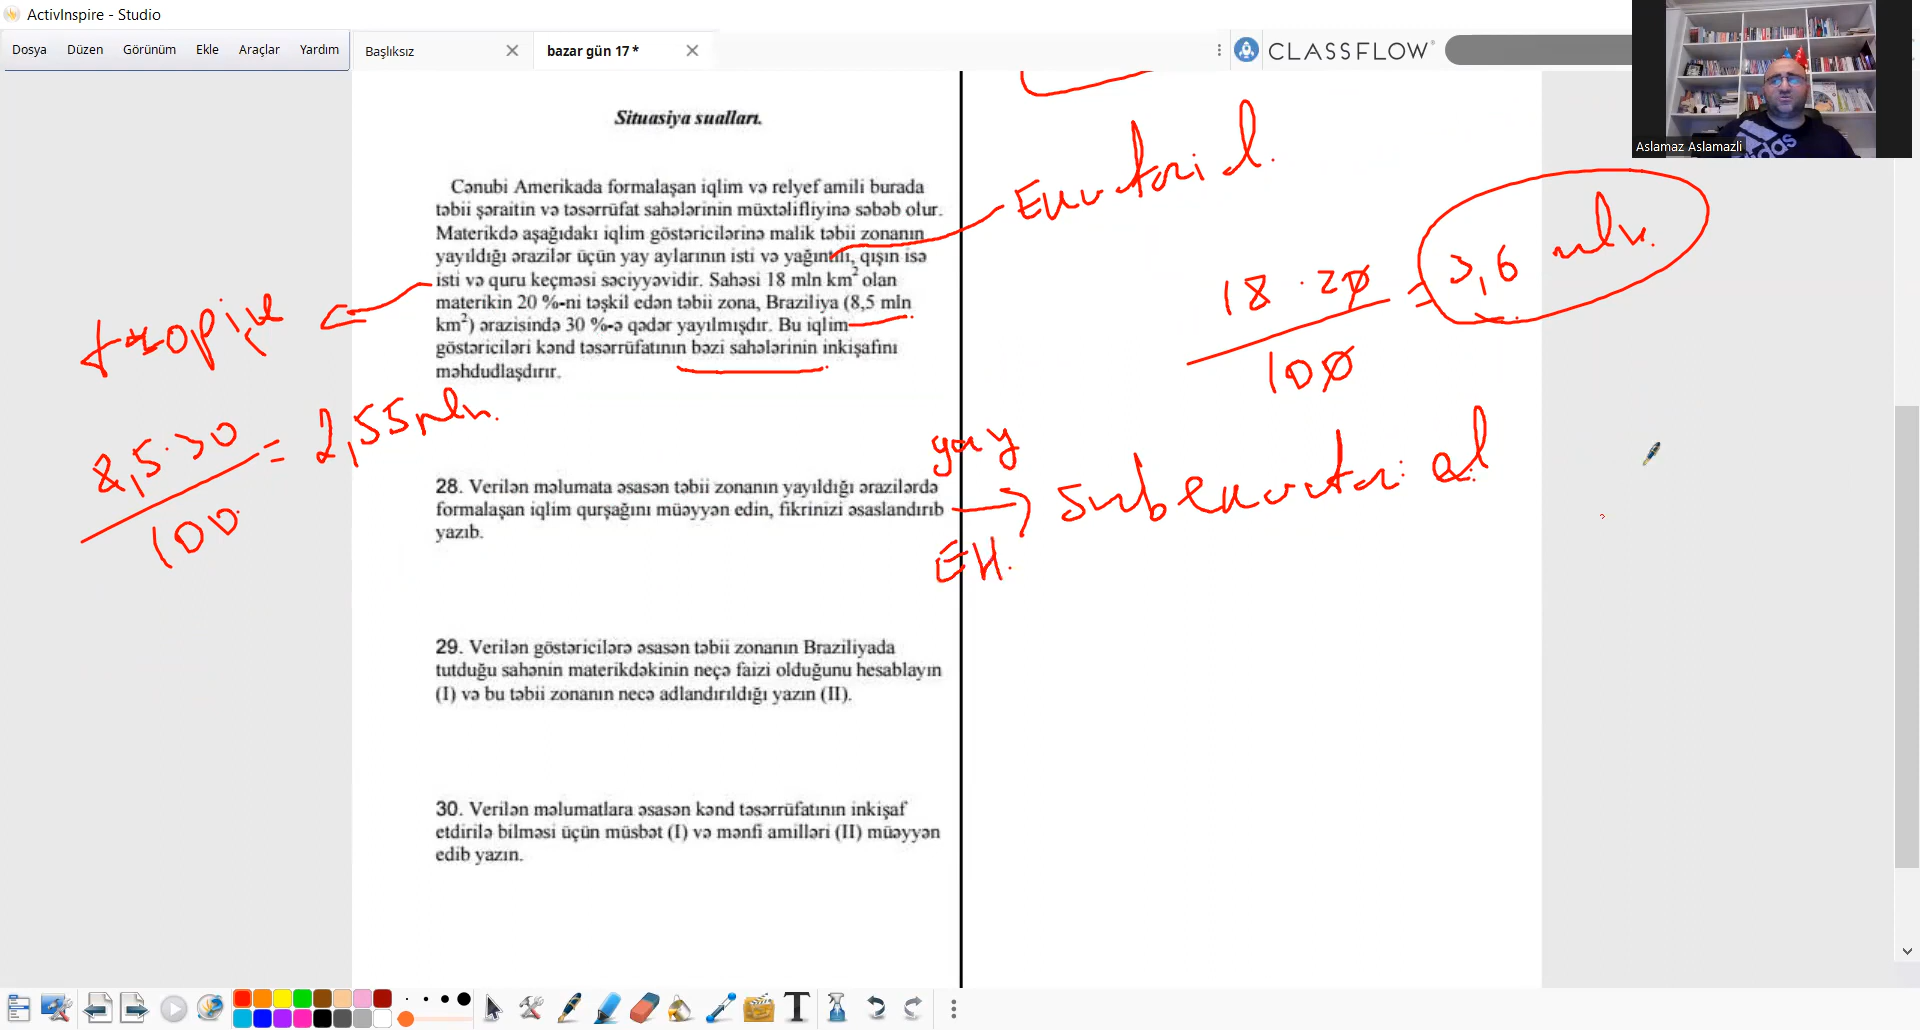 ActivInspire - Studio
Dosya Düzen Görünüm Ekle Araçlar Yardım
Başlıksız
bazar gün 17 *
CLASSFLOW
Aslamaz Aslamazli
Situasiya sualları.
Cənubi Amerikada formalaşan iqlim və relyef amili burada
təbii şəraitin və təsərrüfat sahələrinin müxtəlifliyinə səbəb olur.
Materikdə aşağıdakı iqlim göstəricilərinə malik təbii zonanın
yayıldığı ərazilər üçün yay aylarının isti və yağıntılı, qışın isə
isti və quru keçməsi səciyyəvidir. Sahəsi 18 mln km² olan
materikin 20 %-ni təşkil edən təbii zona, Braziliya (8,5 mln
km²) ərazisində 30 %-ə qədər yayılmışdır. Bu iqlim
göstəriciləri kənd təsərrüfatının bəzi sahələrinin inkişafını
məhdudlaşdırır.
Ekvatorial.
18 · 20
100
= 3,6 mln.
tropik
8,5 · 30
100
= 2,55 mln.
28. Verilən məlumata əsasən təbii zonanın yayıldığı ərazilərdə
formalaşan iqlim qurşağını müəyyən edin, fikrinizi əsaslandırıb
yazıb.
yay
EH.
subekvatorial
29. Verilən göstəricilərə əsasən təbii zonanın Braziliyada
tutduğu sahənin materikdəkinin neçə faizi olduğunu hesablayın
(I) və bu təbii zonanın necə adlandırıldığı yazın (II).
30. Verilən məlumatlara əsasən kənd təsərrüfatının inkişaf
etdirilə bilməsi üçün müsbət (I) və mənfi amilləri (II) müəyyən
edib yazın.